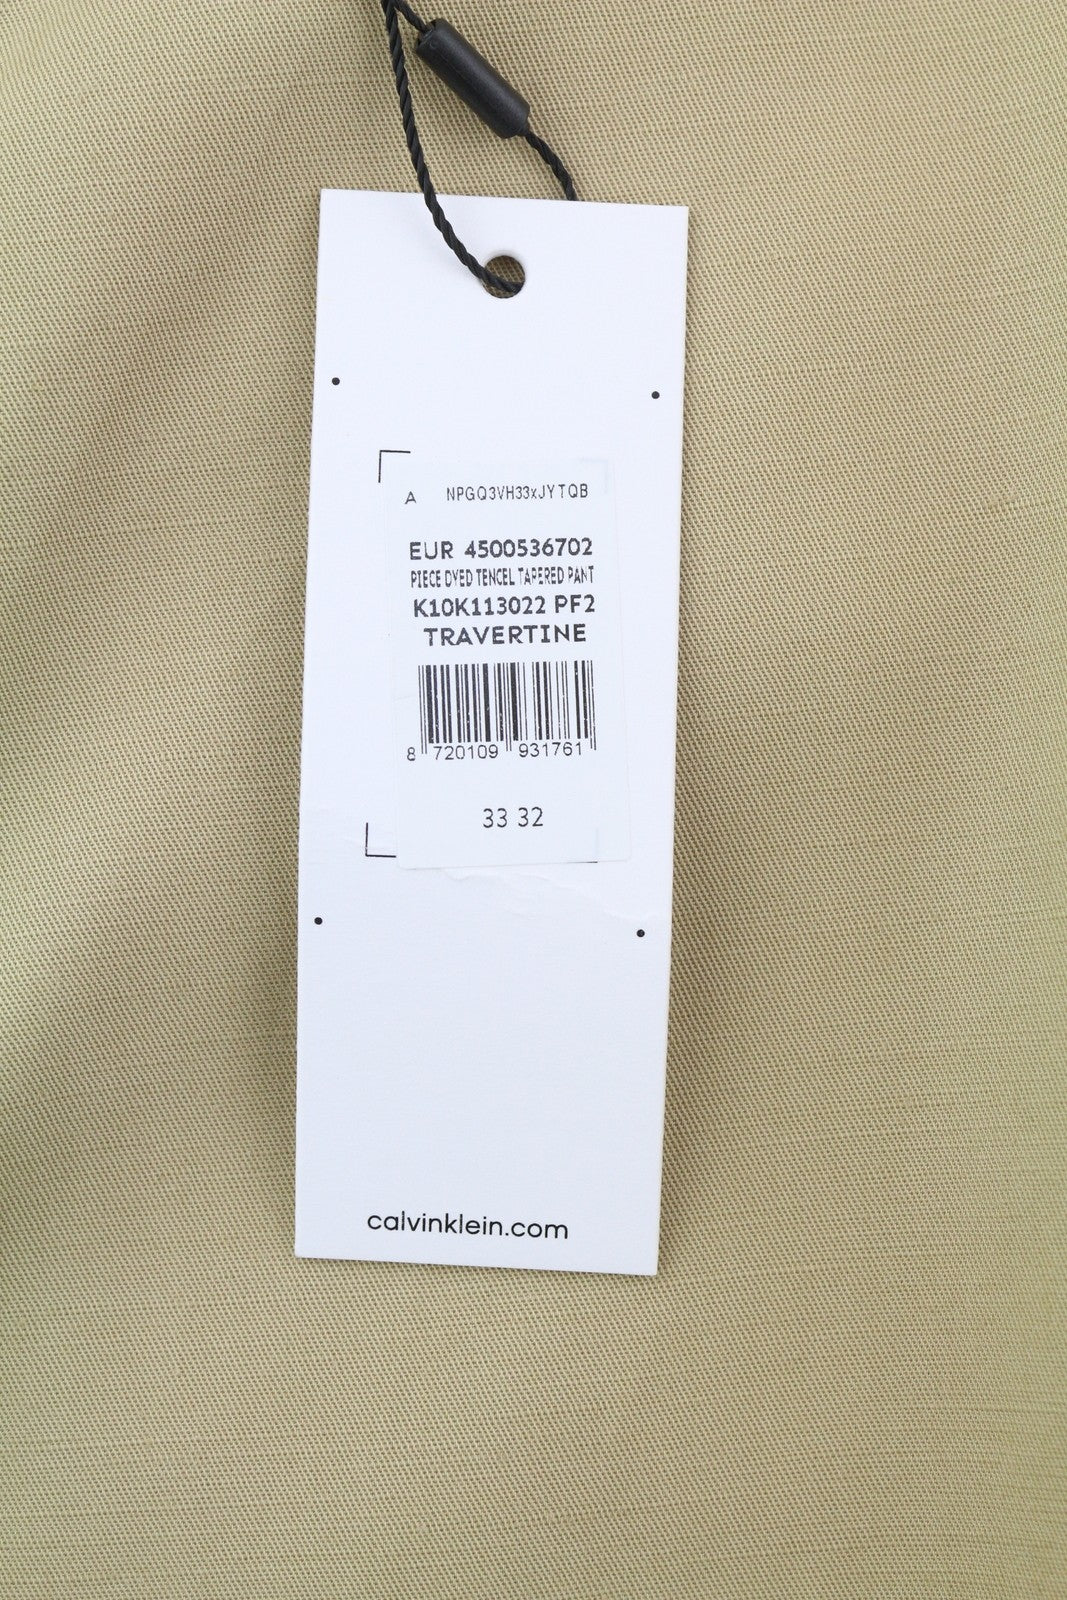 A NPGQ3VH33xJYTQB
EUR 4500536702
PIECE DYED TENCEL TAPERED PANT
K10K113022 PF2
TRAVERTINE
8 720109 931761
33 32
calvinklein.com